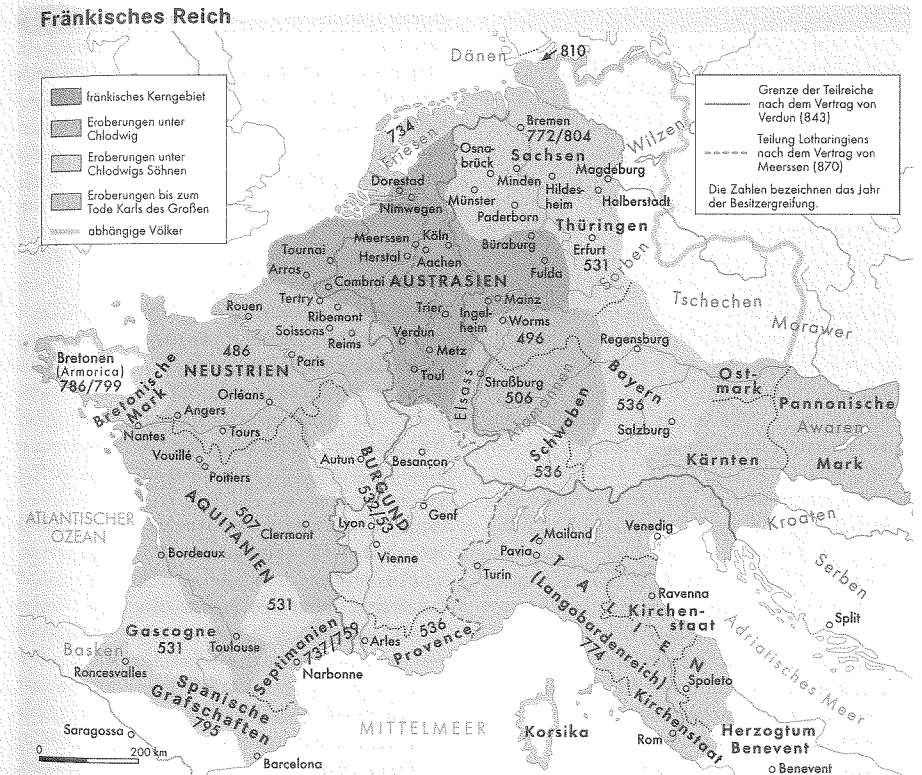 Fränkisches Reich
fränkisches Kerngebiet
Eroberungen unter
Chlodwig
Eroberungen unter
Chlodwigs Söhnen
Eroberungen bis zum
Tode Karls des Großen
abhängige Völker
Grenze der Teilreiche
nach dem Vertrag von
Verdun (843)
Teilung Lotharingiens
nach dem Vertrag von
Meerssen (870)
Die Zahlen bezeichnen das Jahr
der Besitzergreifung.
Dänen
810
734
Friesen
Bremen
772/804
Wilzen
Osna-
brück
Sachsen
Minden
Hildes-
heim
Magdeburg
Halberstadt
Dorestad
Nimwegen
Münster
Paderborn
Thüringen
Erfurt
531
Sorben
Tournai
Meerssen
Köln
Herstal
Aachen
Büraburg
Fulda
Arras
Cambrai
AUSTRASIEN
Tschechen
Rouen
Tertry
Ribemont
Soissons
Reims
Trier
Ingel-
heim
Mainz
Worms
496
Verdun
Metz
Toul
Marawer
Regensburg
Bretonen
(Armorica)
786/799
Bretonische
Mark
486
NEUSTRIEN
Paris
Orléans
Elsass
Straßburg
506
Alamannen
Schwaben
536
Bayern
536
Salzburg
Ost-
mark
Pannonische
Awaren
Mark
Kärnten
Nantes
Angers
Tours
Vouillé
Poitiers
Autun
Besançon
BURGUND
532/53
Genf
Lyon
Vienne
ATLANTISCHER
OZEAN
AQUITANIEN
507
Clermont
Bordeaux
531
Mailand
Pavia
Turin
Venedig
Kroaten
Serben
Split
ITALIEN
(Langobardenreich)
774
Ravenna
Kirchen-
staat
Adriatisches Meer
Gascogne
531
Toulouse
Basken
Roncesvalles
Septimanien
737/759
Narbonne
Arles
536
Provence
Spoleto
Spanische
Grafschaften
795
Saragossa
0
200 km
Barcelona
MITTELMEER
Korsika
Rom
Kirchenstaat
Herzogtum
Benevent
Benevent